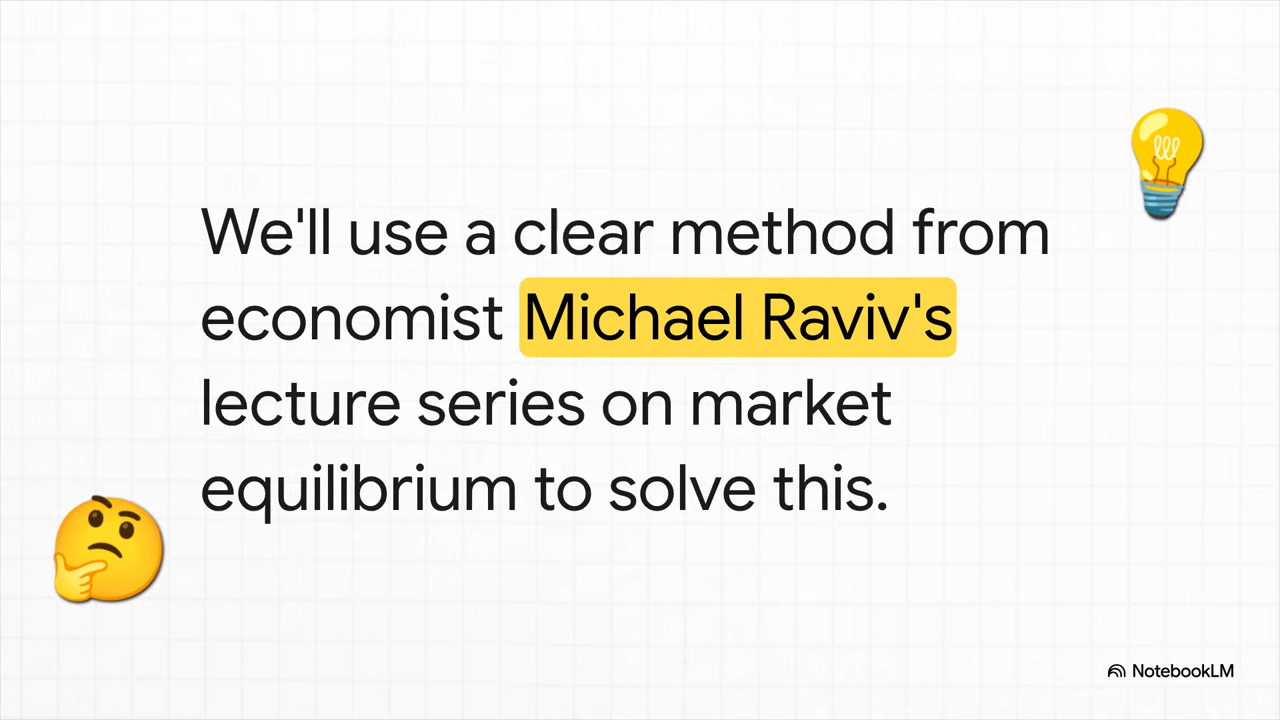 We'll use a clear method from
economist Michael Raviv's
lecture series on market
equilibrium to solve this.
NotebookLM